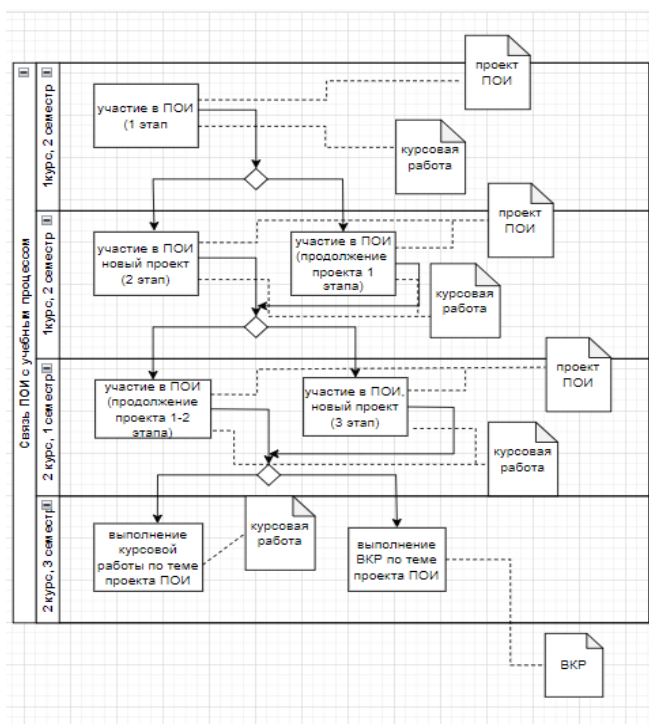 Связь ПОИ с учебным процессом
1курс, 2 семестр
участие в ПОИ
(1 этап
проект
ПОИ
курсовая
работа
1курс, 2 семестр
участие в ПОИ
новый проект
(2 этап)
участие в ПОИ
(продолжение
проекта 1
этапа)
проект
ПОИ
курсовая
работа
2 курс, 1 семестр
участие в ПОИ
(продолжение
проекта 1-2
этапа)
участие в ПОИ,
новый проект
(3 этап)
проект
ПОИ
курсовая
работа
2 курс, 3 семестр
выполнение
курсовой
работы по теме
проекта ПОИ
курсовая
работа
выполнение
ВКР по теме
проекта ПОИ
ВКР